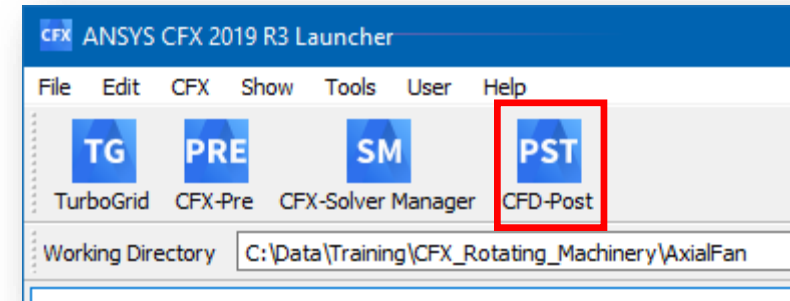 CFX ANSYS CFX 2019 R3 Launcher
File Edit CFX Show Tools User Help
TG PRE SM PST
TurboGrid CFX-Pre CFX-Solver Manager CFD-Post
Working Directory C:\Data\Training\CFX_Rotating_Machinery\AxialFan